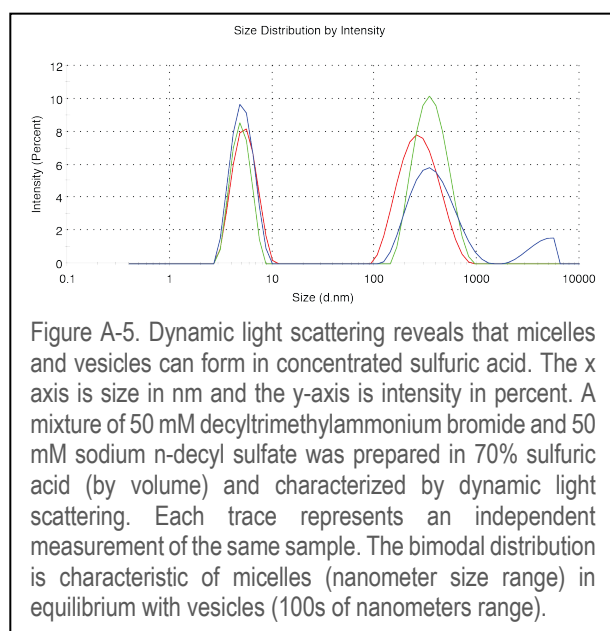 Size Distribution by Intensity
12
10
8
6
4
2
0
Intensity (Percent)
0.1 1 10 100 1000 10000
Size (d.nm)
Figure A-5. Dynamic light scattering reveals that micelles
and vesicles can form in concentrated sulfuric acid. The x
axis is size in nm and the y-axis is intensity in percent. A
mixture of 50 mM decyltrimethylammonium bromide and 50
mM sodium n-decyl sulfate was prepared in 70% sulfuric
acid (by volume) and characterized by dynamic light
scattering. Each trace represents an independent
measurement of the same sample. The bimodal distribution
is characteristic of micelles (nanometer size range) in
equilibrium with vesicles (100s of nanometers range).